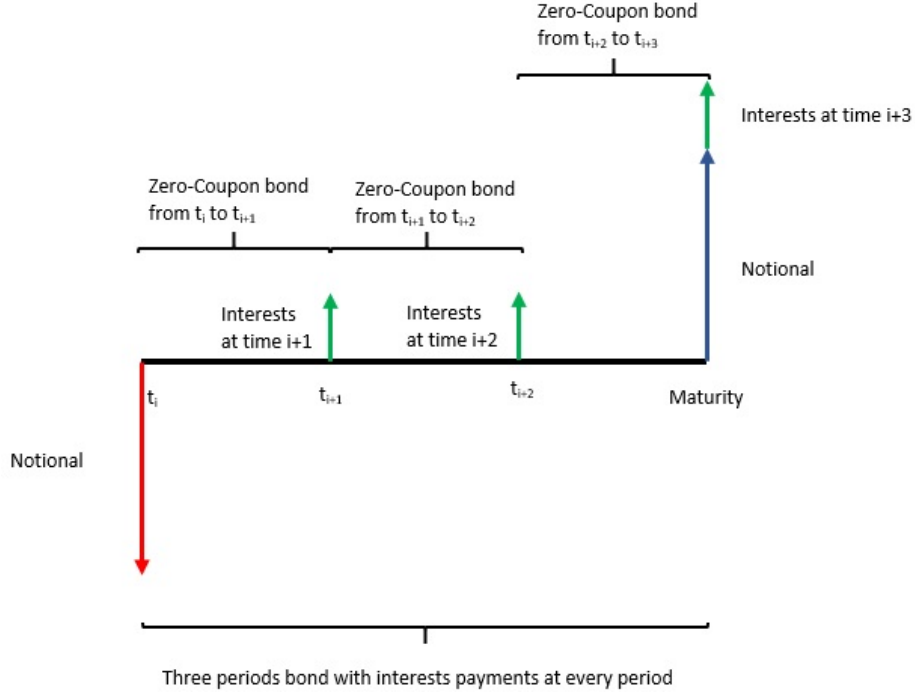 Zero-Coupon bond
from tᵢ₊₂ to tᵢ₊₃
Interests at time i+3
Zero-Coupon bond
from tᵢ to tᵢ₊₁
Zero-Coupon bond
from tᵢ₊₁ to tᵢ₊₂
Notional
Interests
at time i+1
Interests
at time i+2
tᵢ
tᵢ₊₁
tᵢ₊₂
Maturity
Notional
Three periods bond with interests payments at every period